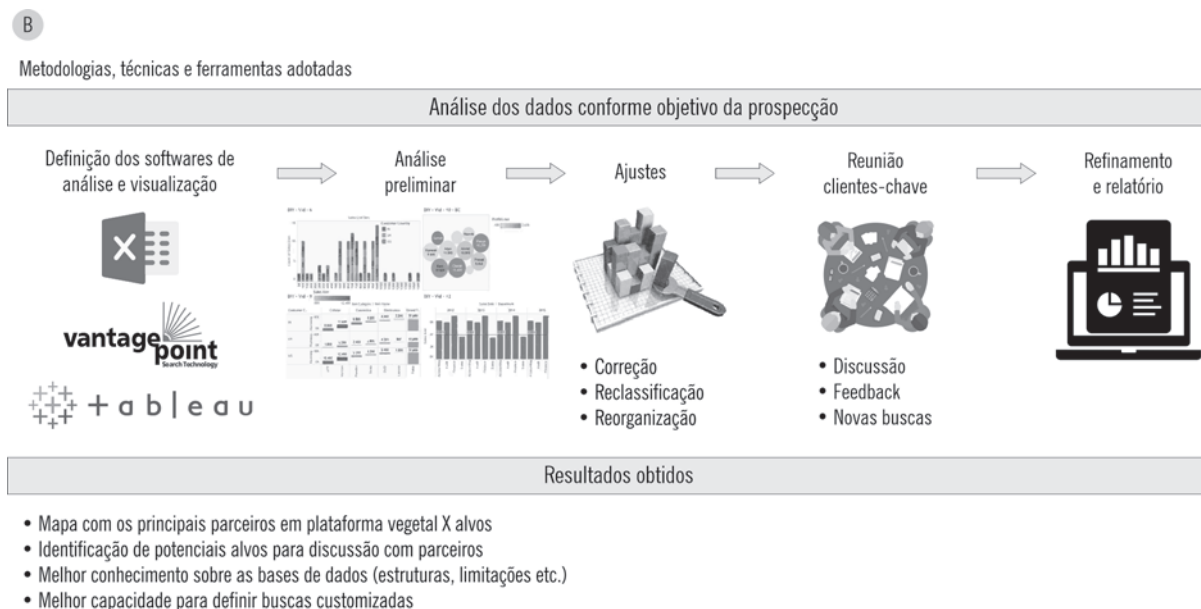 B
Metodologias, técnicas e ferramentas adotadas
Análise dos dados conforme objetivo da prospecção
Definição dos softwares de
análise e visualização
Análise
preliminar
Ajustes
Reunião
clientes-chave
Refinamento
e relatório
X
vantage
point
Search Technology
+ableau
• Correção
• Reclassificação
• Reorganização
• Discussão
• Feedback
• Novas buscas
Resultados obtidos
• Mapa com os principais parceiros em plataforma vegetal X alvos
• Identificação de potenciais alvos para discussão com parceiros
• Melhor conhecimento sobre as bases de dados (estruturas, limitações etc.)
• Melhor capacidade para definir buscas customizadas